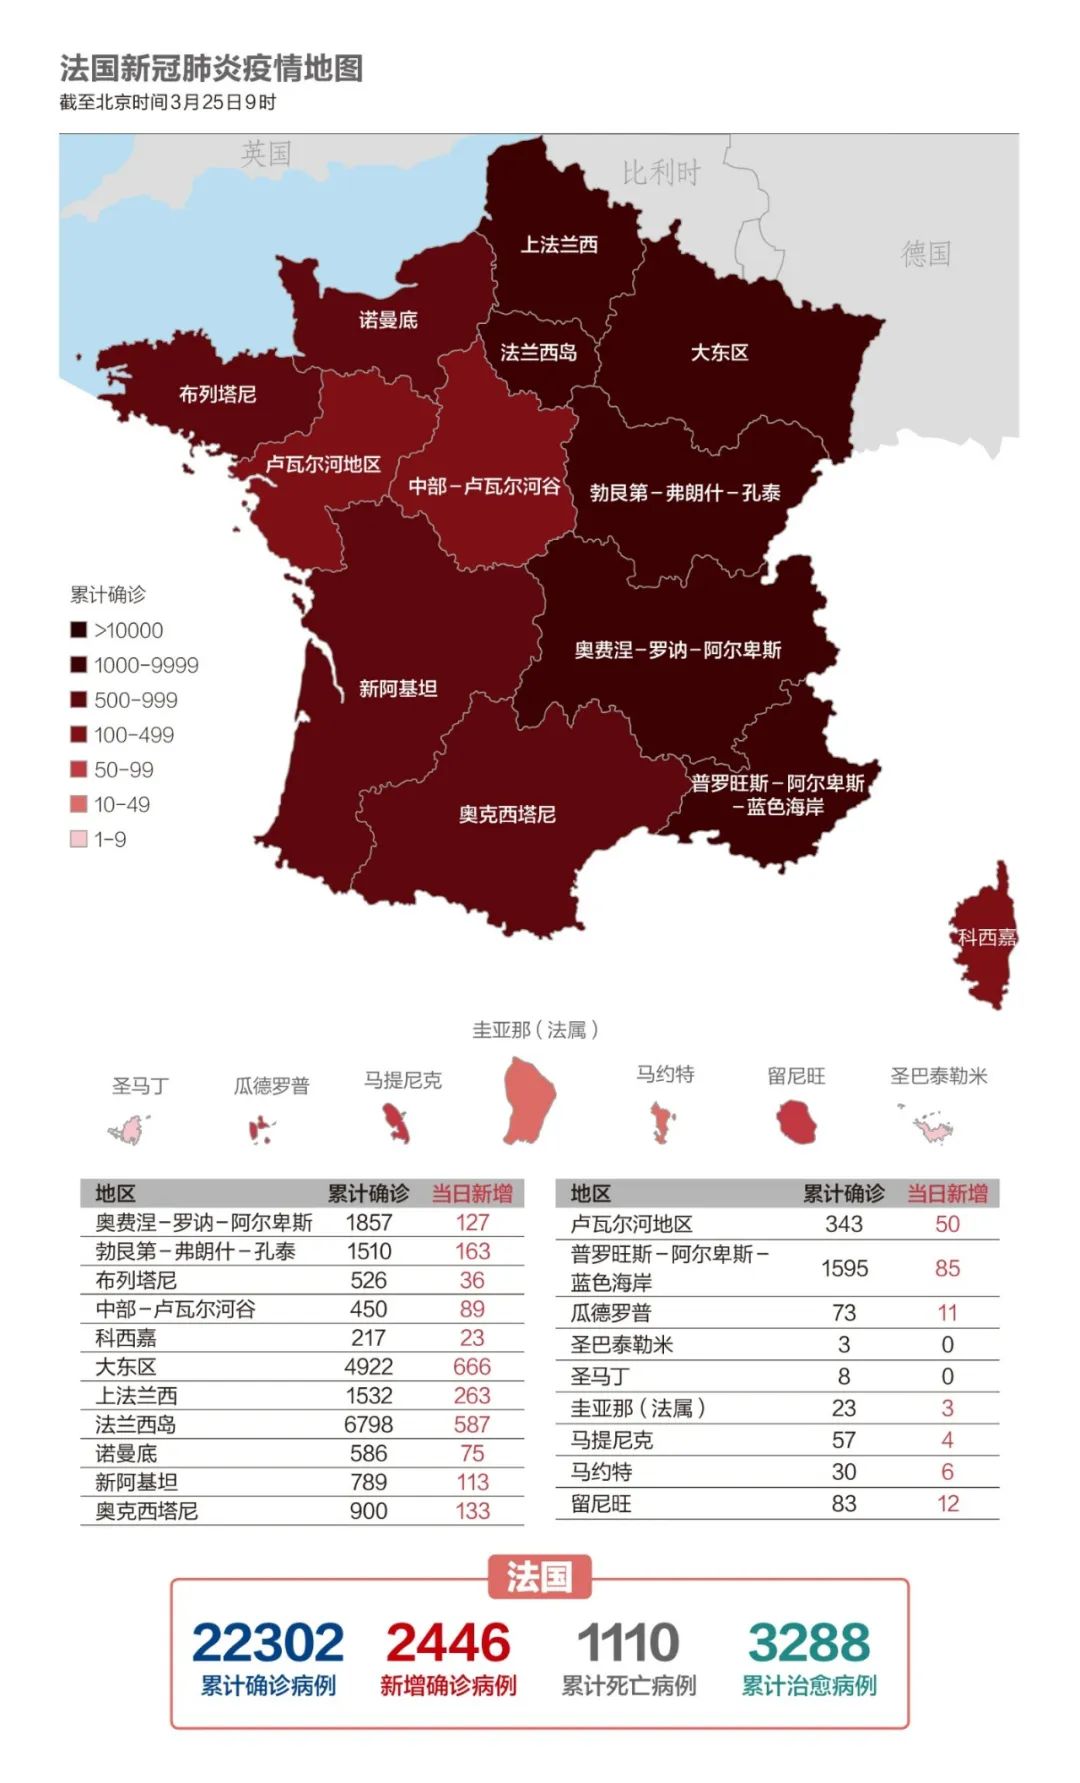 法国新冠肺炎疫情地图
截至北京时间3月25日9时
英国
比利时
德国
上法兰西
诺曼底
法兰西岛
大东区
布列塔尼
卢瓦尔河地区
中部-卢瓦尔河谷
勃艮第-弗朗什-孔泰
奥费涅-罗讷-阿尔卑斯
新阿基坦
普罗旺斯-阿尔卑斯
-蓝色海岸
奥克西塔尼
科西嘉
累计确诊
>10000
1000-9999
500-999
100-499
50-99
10-49
1-9
圭亚那(法属)
圣马丁
瓜德罗普
马提尼克
马约特
留尼旺
圣巴泰勒米
地区 累计确诊 当日新增
奥费涅-罗讷-阿尔卑斯 1857 127
勃艮第-弗朗什-孔泰 1510 163
布列塔尼 526 36
中部-卢瓦尔河谷 450 89
科西嘉 217 23
大东区 4922 666
上法兰西 1532 263
法兰西岛 6798 587
诺曼底 586 75
新阿基坦 789 113
奥克西塔尼 900 133
地区 累计确诊 当日新增
卢瓦尔河地区 343 50
普罗旺斯-阿尔卑斯-
蓝色海岸 1595 85
瓜德罗普 73 11
圣巴泰勒米 3 0
圣马丁 8 0
圭亚那(法属) 23 3
马提尼克 57 4
马约特 30 6
留尼旺 83 12
法国
22302 2446 1110 3288
累计确诊病例 新增确诊病例 累计死亡病例 累计治愈病例